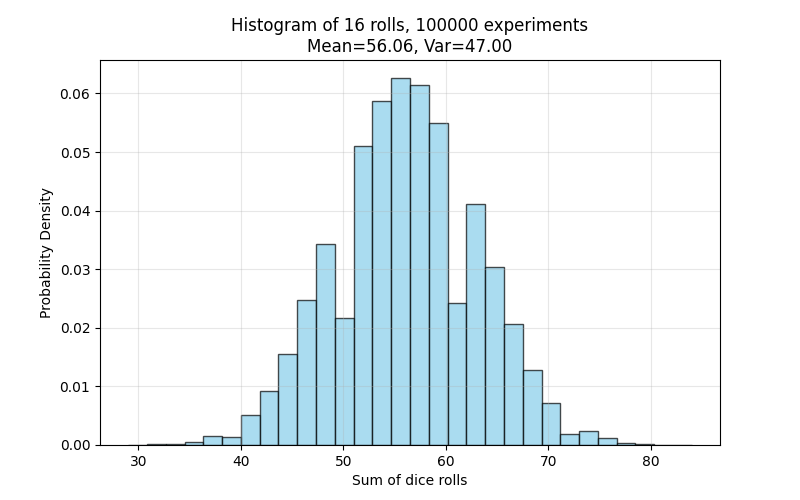 Histogram of 16 rolls, 100000 experiments
Mean=56.06, Var=47.00
Probability Density
0.06
0.05
0.04
0.03
0.02
0.01
0.00
30 40 50 60 70 80
Sum of dice rolls